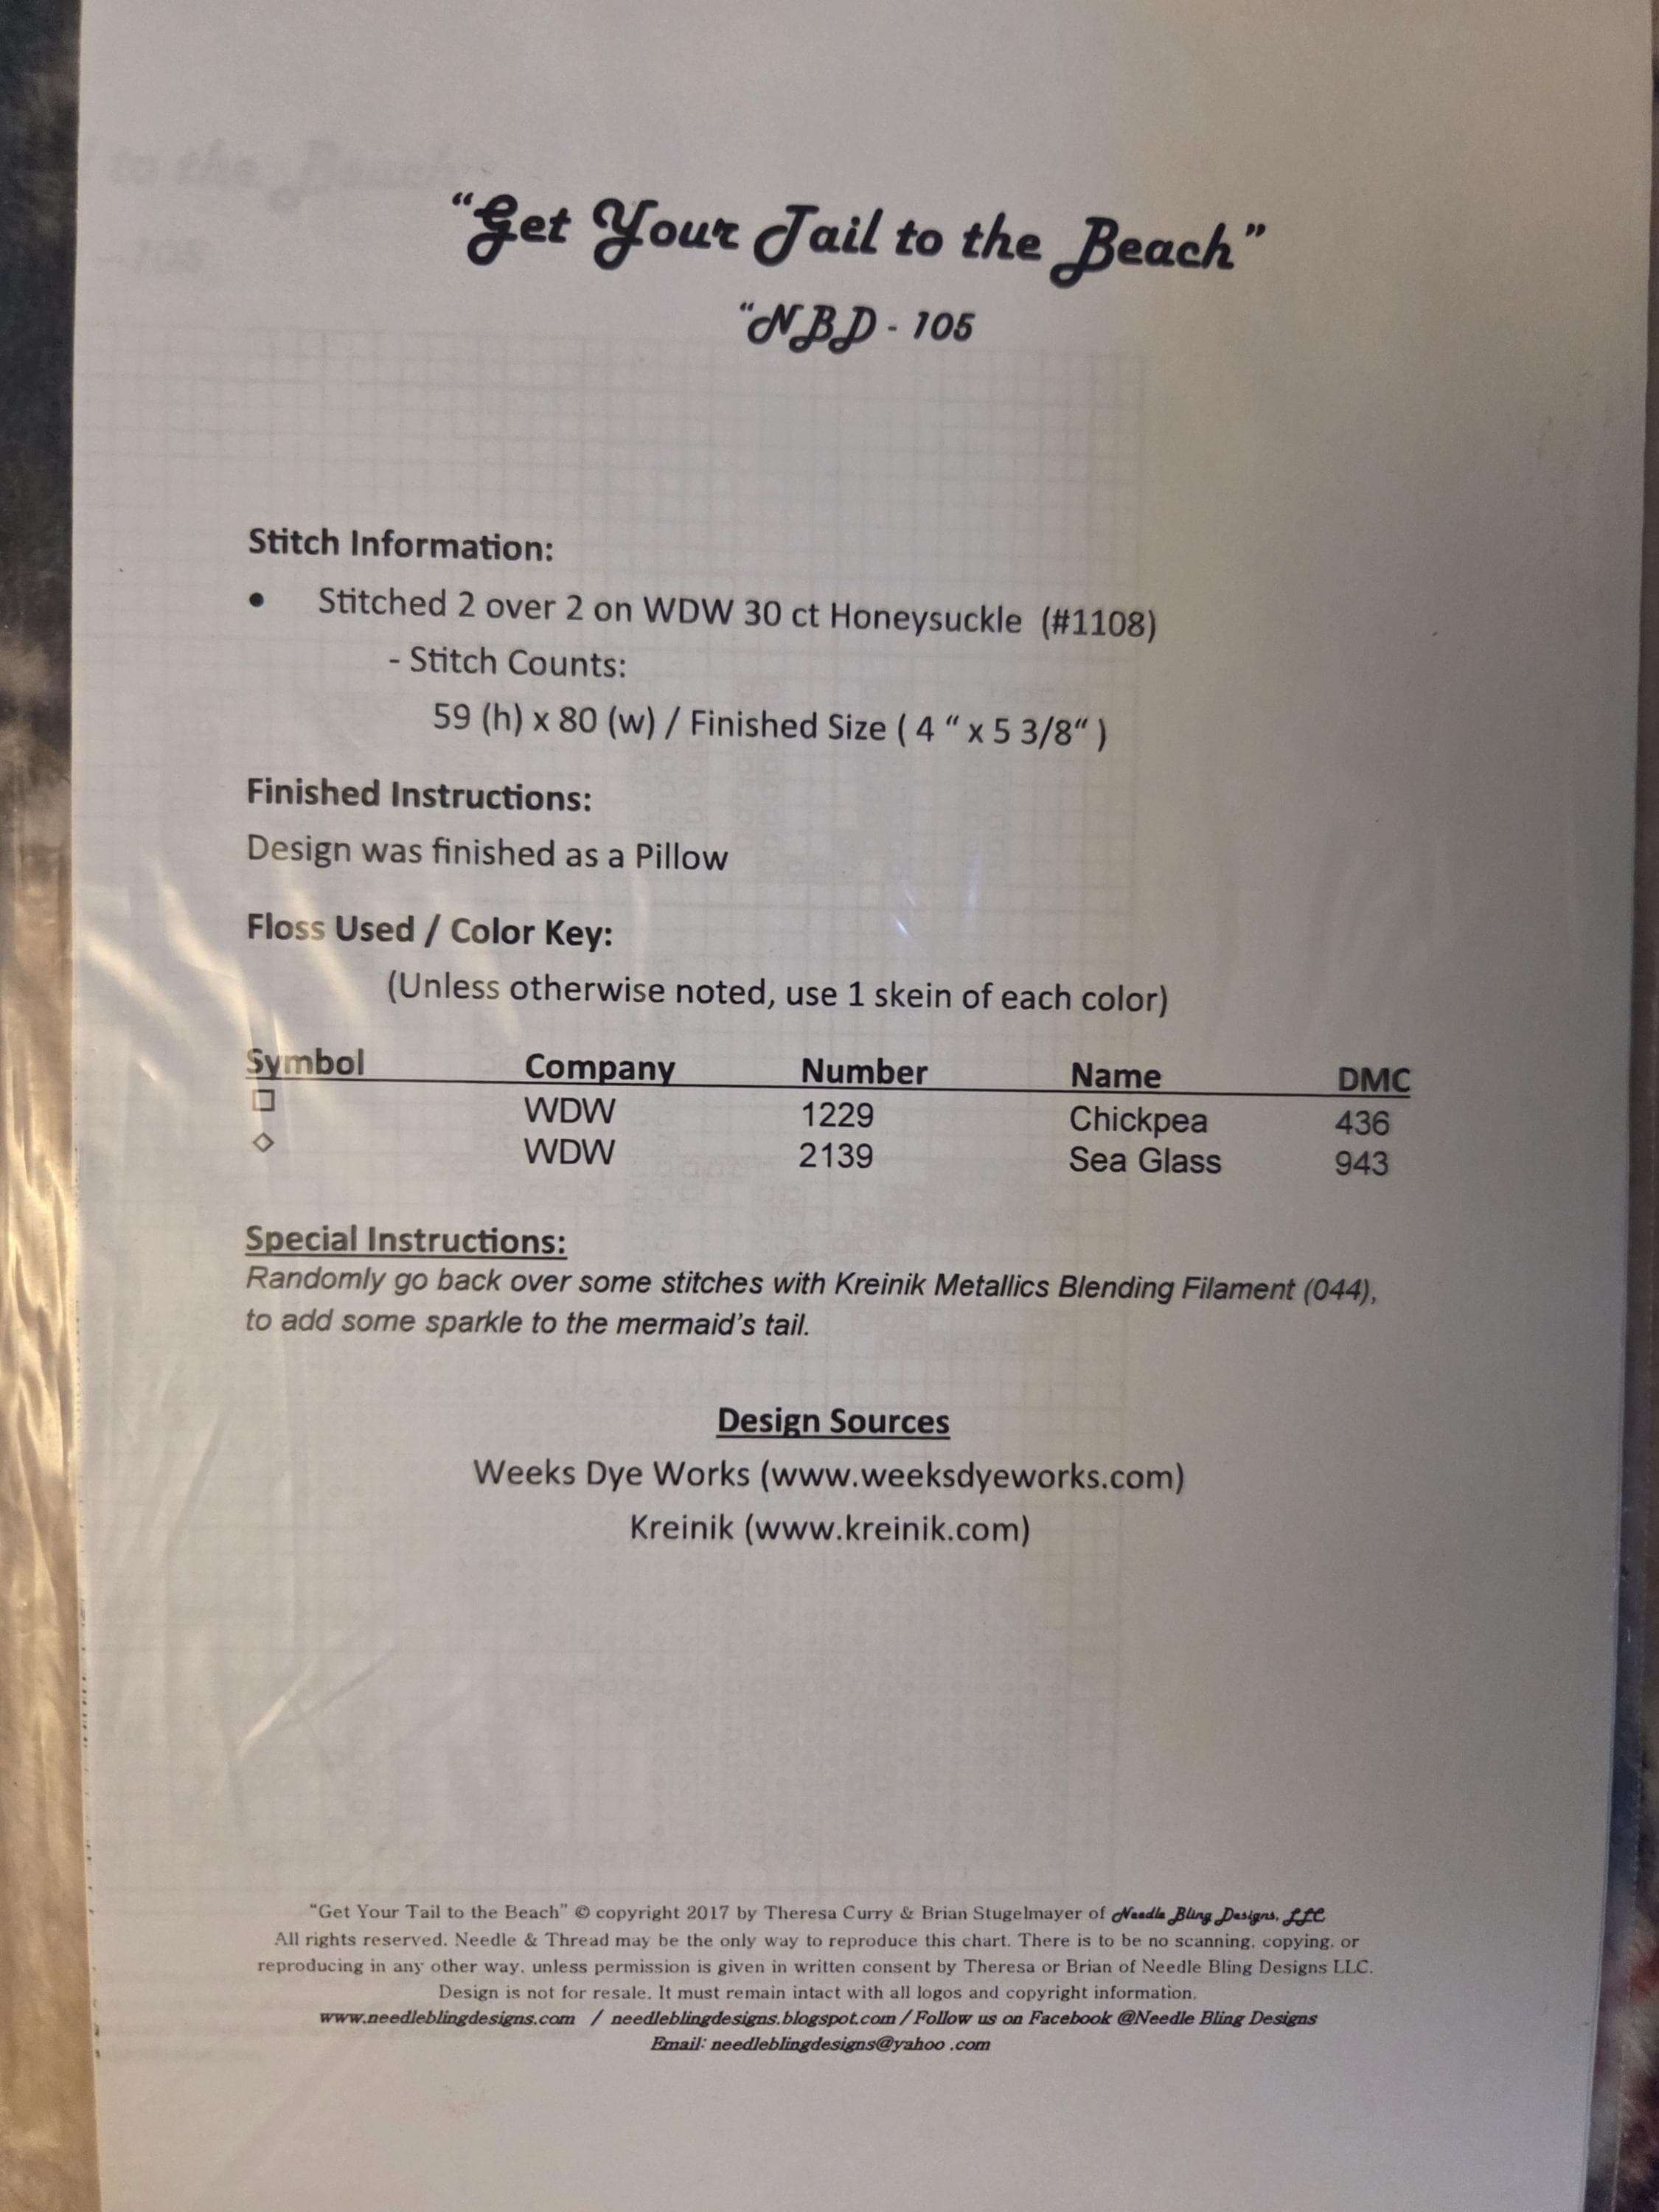 "Get Your Tail to the Beach"
"NBD - 105
Stitch Information:
• Stitched 2 over 2 on WDW 30 ct Honeysuckle (#1108)
- Stitch Counts:
59 (h) x 80 (w) / Finished Size ( 4 “ x 5 3/8“ )
Finished Instructions:
Design was finished as a Pillow
Floss Used / Color Key:
(Unless otherwise noted, use 1 skein of each color)
Symbol Company Number Name DMC
□ WDW 1229 Chickpea 436
◇ WDW 2139 Sea Glass 943
Special Instructions:
Randomly go back over some stitches with Kreinik Metallics Blending Filament (044),
to add some sparkle to the mermaid's tail.
Design Sources
Weeks Dye Works (www.weeksdyeworks.com)
Kreinik (www.kreinik.com)
"Get Your Tail to the Beach" © copyright 2017 by Theresa Curry & Brian Stugelmayer of Needle Bling Designs, LLC
All rights reserved. Needle & Thread may be the only way to reproduce this chart. There is to be no scanning, copying, or
reproducing in any other way, unless permission is given in written consent by Theresa or Brian of Needle Bling Designs LLC.
Design is not for resale. It must remain intact with all logos and copyright information.
www.needleblingdesigns.com / needleblingdesigns.blogspot.com / Follow us on Facebook @Needle Bling Designs
Email: needleblingdesigns@yahoo .com